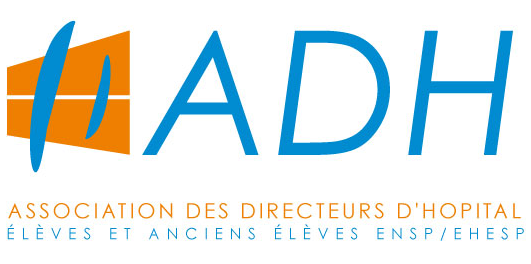 ADH
ASSOCIATION DES DIRECTEURS D'HOPITAL
ÉLÈVES ET ANCIENS ÉLÈVES ENSP/EHESP